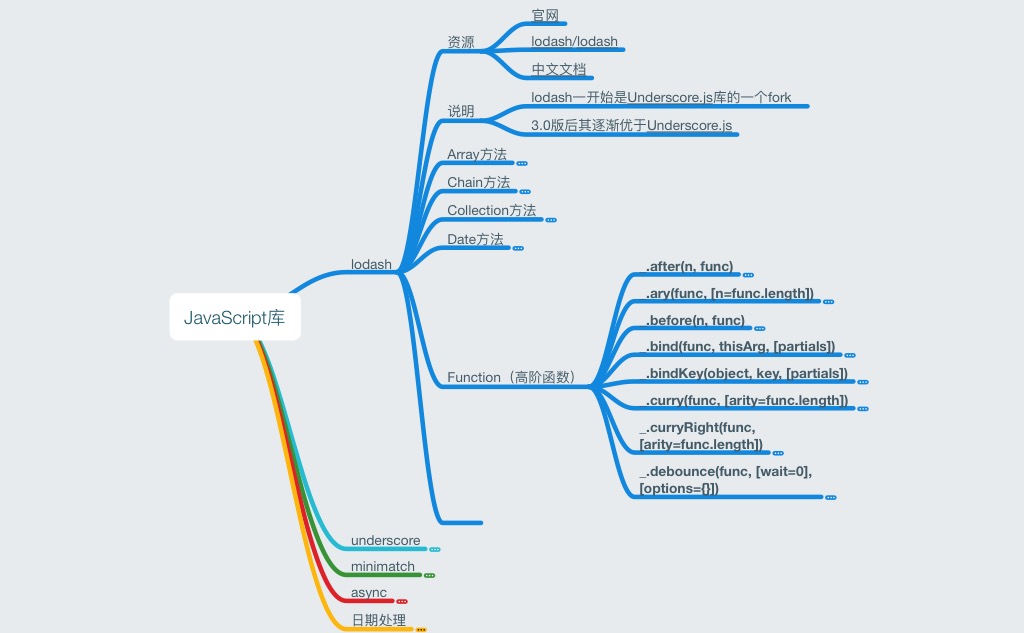 官网
资源
lodash/lodash
中文文档
lodash一开始是Underscore.js库的一个fork
说明
3.0版后其逐渐优于Underscore.js
Array方法
Chain方法
Collection方法
Date方法
lodash
_.after(n, func)
_.ary(func, [n=func.length])
_.before(n, func)
_.bind(func, thisArg, [partials])
_.bindKey(object, key, [partials])
Function（高阶函数）
_.curry(func, [arity=func.length])
_.curryRight(func,
[arity=func.length])
_.debounce(func, [wait=0],
[options={}])
JavaScript库
underscore
minimatch
async
日期处理